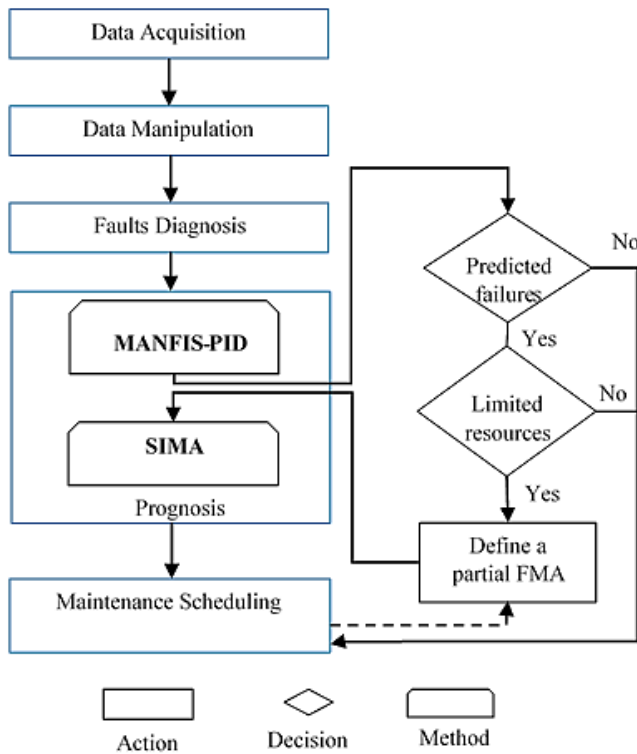 Data Acquisition
Data Manipulation
Faults Diagnosis
MANFIS-PID
SIMA
Prognosis
Maintenance Scheduling
Predicted
failures
No
Yes
Limited
resources
No
Yes
Define a
partial FMA
Action
Decision
Method